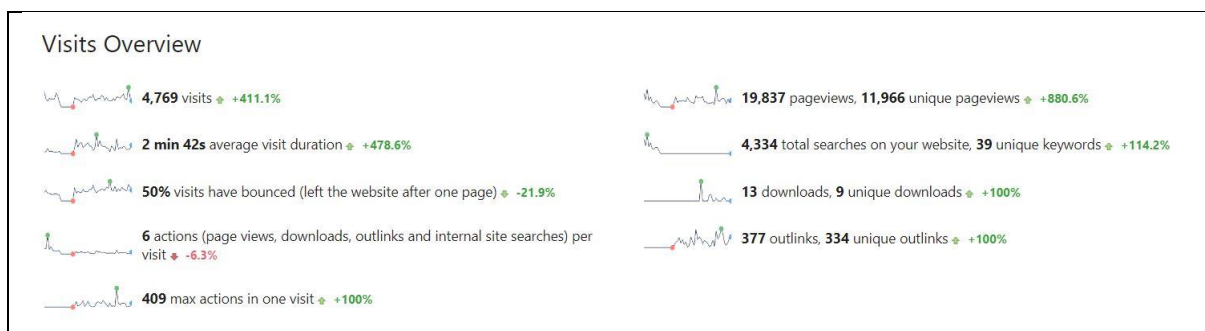 Visits Overview
4,769 visits +411.1%
2 min 42s average visit duration +478.6%
50% visits have bounced (left the website after one page) -21.9%
6 actions (page views, downloads, outlinks and internal site searches) per
visit -6.3%
409 max actions in one visit +100%
19,837 pageviews, 11,966 unique pageviews +880.6%
4,334 total searches on your website, 39 unique keywords +114.2%
13 downloads, 9 unique downloads +100%
377 outlinks, 334 unique outlinks +100%